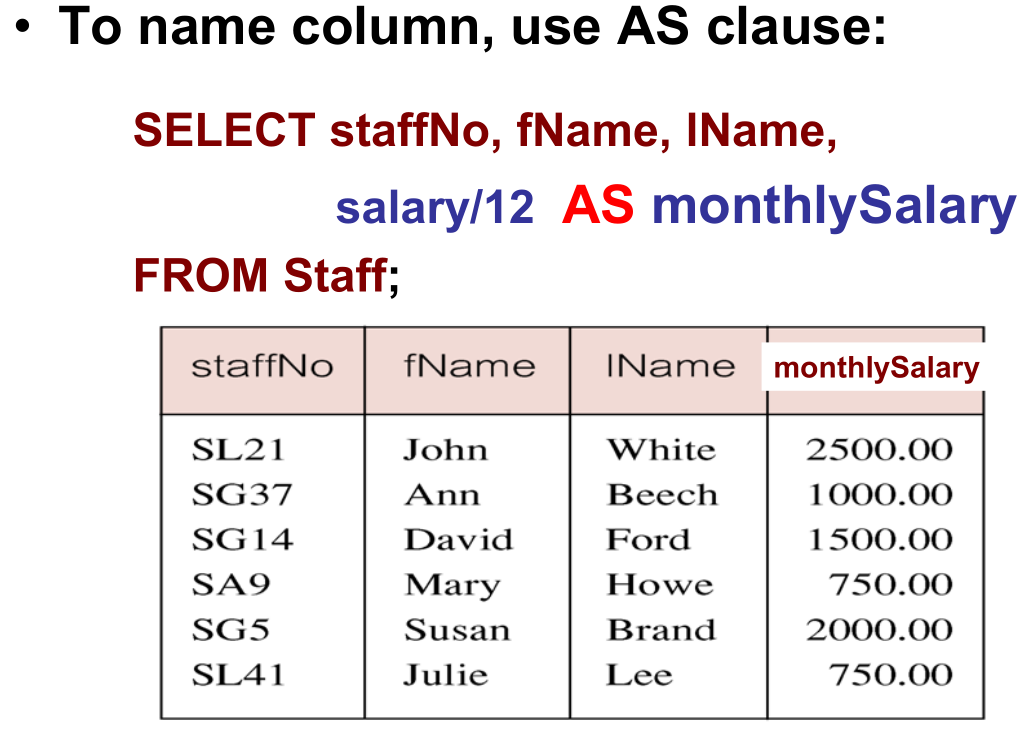 • To name column, use AS clause:
SELECT staffNo, fName, lName,
salary/12 AS monthlySalary
FROM Staff;
staffNo fName lName monthlySalary
SL21 John White 2500.00
SG37 Ann Beech 1000.00
SG14 David Ford 1500.00
SA9 Mary Howe 750.00
SG5 Susan Brand 2000.00
SL41 Julie Lee 750.00